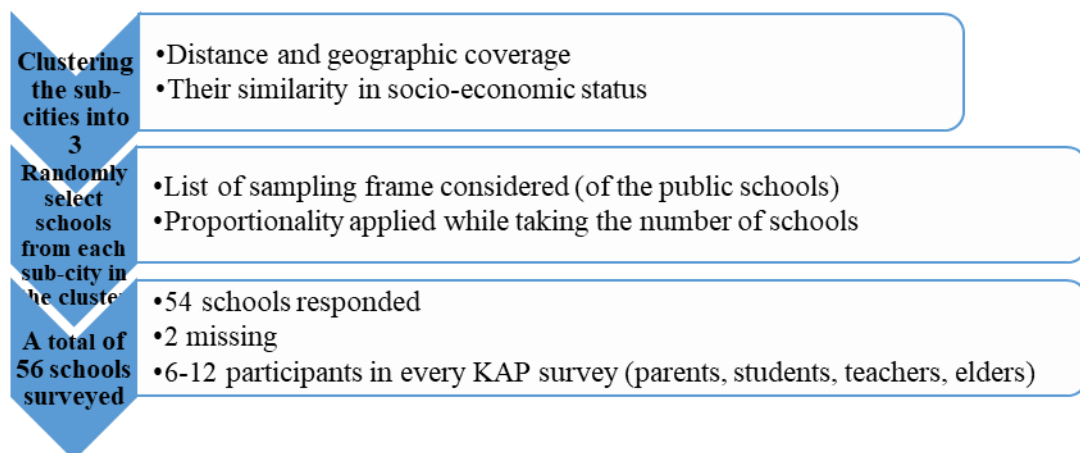 Clustering
the sub-
cities into
3
•Distance and geographic coverage
•Their similarity in socio-economic status
Randomly
select
schools
from each
sub-city in
he cluste
•List of sampling frame considered (of the public schools)
•Proportionality applied while taking the number of schools
A total of
56 schools
surveyed
•54 schools responded
•2 missing
•6-12 participants in every KAP survey (parents, students, teachers, elders)